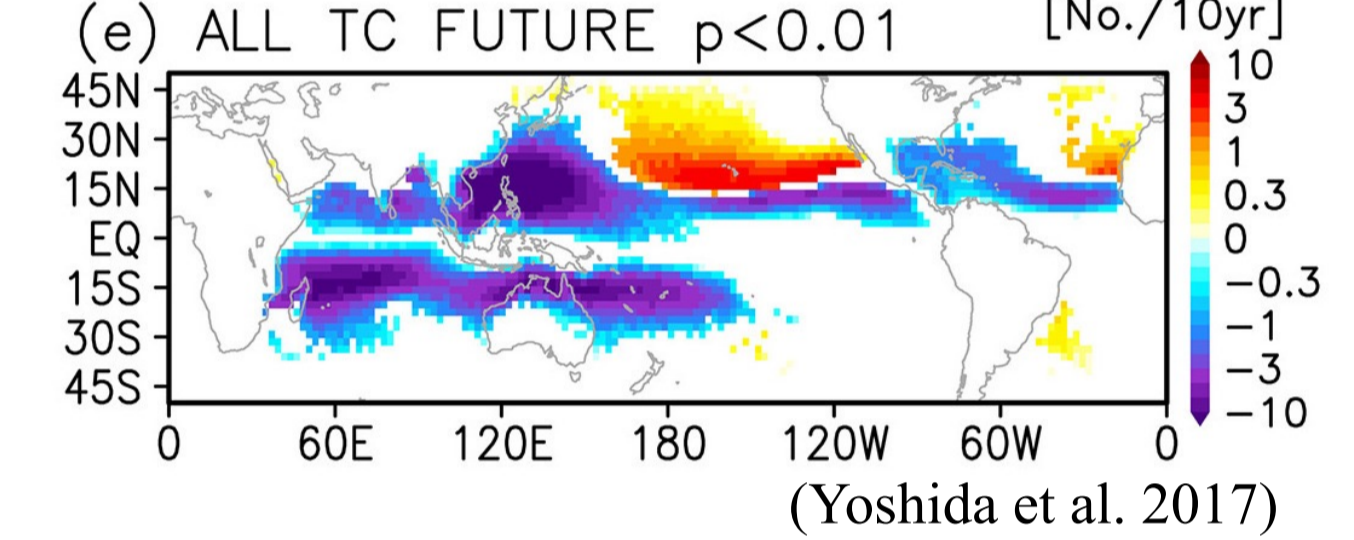 (e) ALL TC FUTURE p<0.01
[No./10yr]
45N
30N
15N
EQ
15S
30S
45S
0 60E 120E 180 120W 60W 0
10
3
1
0.3
0
−0.3
−1
−3
−10
(Yoshida et al. 2017)